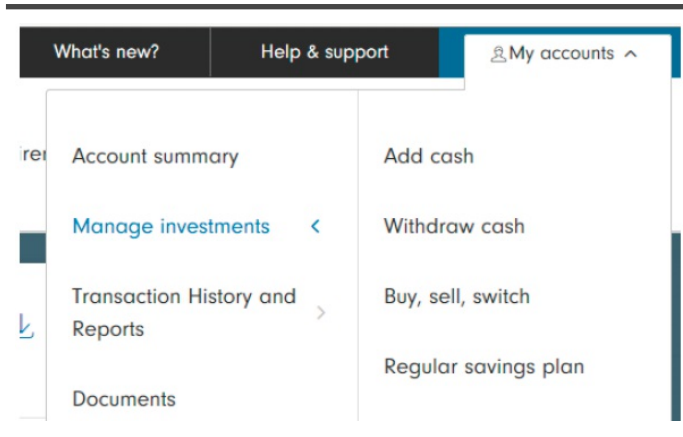 What's new?
Help & support
My accounts
Account summary
Add cash
Manage investments
Withdraw cash
Transaction History and
Reports
Buy, sell, switch
Regular savings plan
Documents